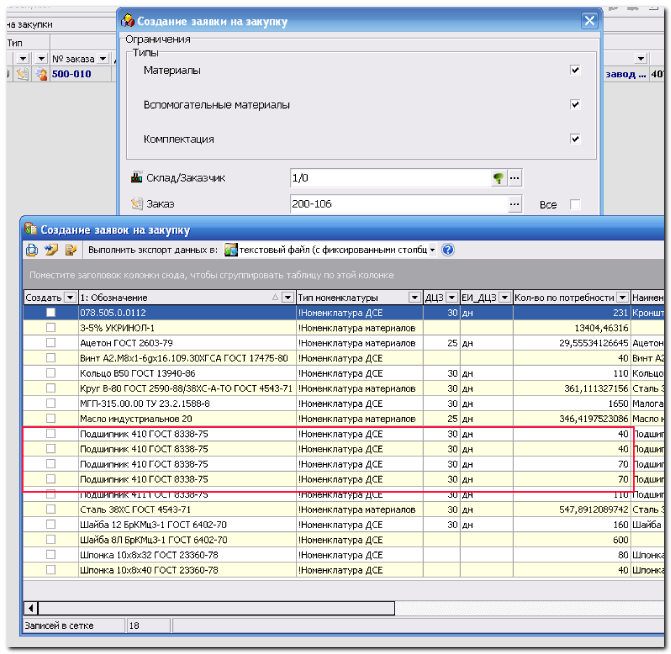 на закупки
Тип
№ заказа
500-010
завод ... 40
Создание заявки на закупку
Ограничения
Типы
Материалы
Вспомогательные материалы
Комплектация
Склад/Заказчик 1/0 ...
Заказ 200-106 ... Все
Создание заявок на закупку
Выполнить экспорт данных в: текстовый файл (с фиксированными столбц
Поместите заголовок колонки сюда, чтобы сгруппировать таблицу по этой колонке
Создать 1: Обозначение Тип номенклатуры ДЦЗ ЕИ_ДЦЗ Кол-во по потребности Наимен
078.505.0.0112 !Номенклатура ДСЕ 30 дн 231 Кроншт
3-5% УКРИНОЛ-1 !Номенклатура материалов 13404,46316
Ацетон ГОСТ 2603-79 !Номенклатура материалов 25 дн 29,55534126645 Ацетон
Винт А2.М8х1-6gх16.109.30ХГСА ГОСТ 17475-80 !Номенклатура ДСЕ 40 Винт А
Кольцо В50 ГОСТ 13940-86 !Номенклатура ДСЕ 30 дн 110 Кольцо
Круг В-80 ГОСТ 2590-88/38ХС-А-ТО ГОСТ 4543-71 !Номенклатура материалов 30 дн 361,111327156 Сталь 3
МГП-315.00.00 ТУ 23.2.1588-8 !Номенклатура ДСЕ 30 дн 1650 Малога
Масло индустриальное 20 !Номенклатура материалов 25 дн 346,4197523086 Масло и
Подшипник 410 ГОСТ 8338-75 !Номенклатура ДСЕ 30 дн 40 Подшип
Подшипник 410 ГОСТ 8338-75 !Номенклатура ДСЕ 30 дн 40 Подшип
Подшипник 410 ГОСТ 8338-75 !Номенклатура ДСЕ 30 дн 70 Подшип
Подшипник 410 ГОСТ 8338-75 !Номенклатура ДСЕ 30 дн 70 Подшип
Подшипник 411 ГОСТ 8338-75 !Номенклатура ДСЕ 30 дн 110 Подшип
Сталь 38ХС ГОСТ 4543-71 !Номенклатура материалов 30 дн 547,8912089742 Сталь 3
Шайба 12 БрКМц3-1 ГОСТ 6402-70 !Номенклатура ДСЕ 30 дн 160 Шайба
Шайба 8Л БрКМц3-1 ГОСТ 6402-70 !Номенклатура ДСЕ 600
Шпонка 10х8х32 ГОСТ 23360-78 !Номенклатура ДСЕ 80 Шпонка
Шпонка 10х8х40 ГОСТ 23360-78 !Номенклатура ДСЕ 40 Шпонка
Записей в сетке 18